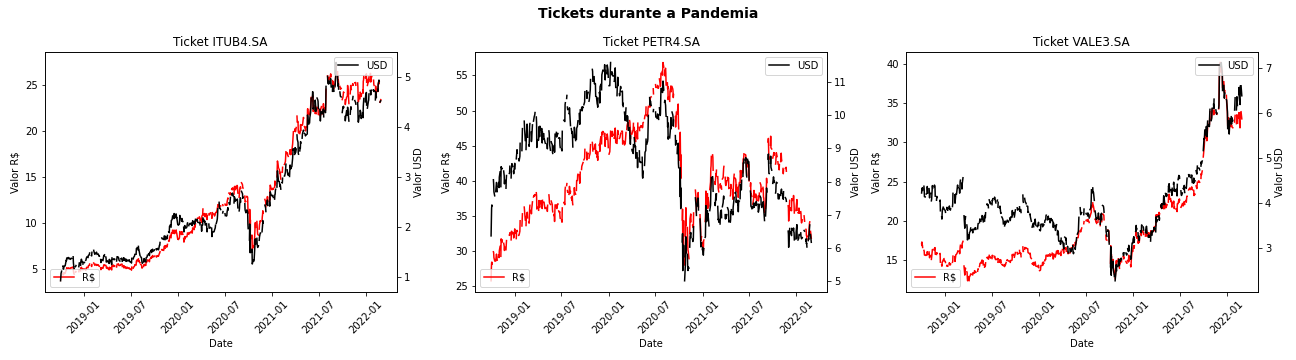 Tickets durante a Pandemia
Ticket ITUB4.SA
Valor R$
25
20
15
10
5
USD
R$
5
4
3
2
1
Valor USD
2019-01
2019-07
2020-01
2020-07
2021-01
2021-07
2022-01
Date
Ticket PETR4.SA
Valor R$
55
50
45
40
35
30
25
USD
R$
11
10
9
8
7
6
5
Valor USD
2019-01
2019-07
2020-01
2020-07
2021-01
2021-07
2022-01
Date
Ticket VALE3.SA
Valor R$
40
35
30
25
20
15
USD
R$
7
6
5
4
3
Valor USD
2019-01
2019-07
2020-01
2020-07
2021-01
2021-07
2022-01
Date